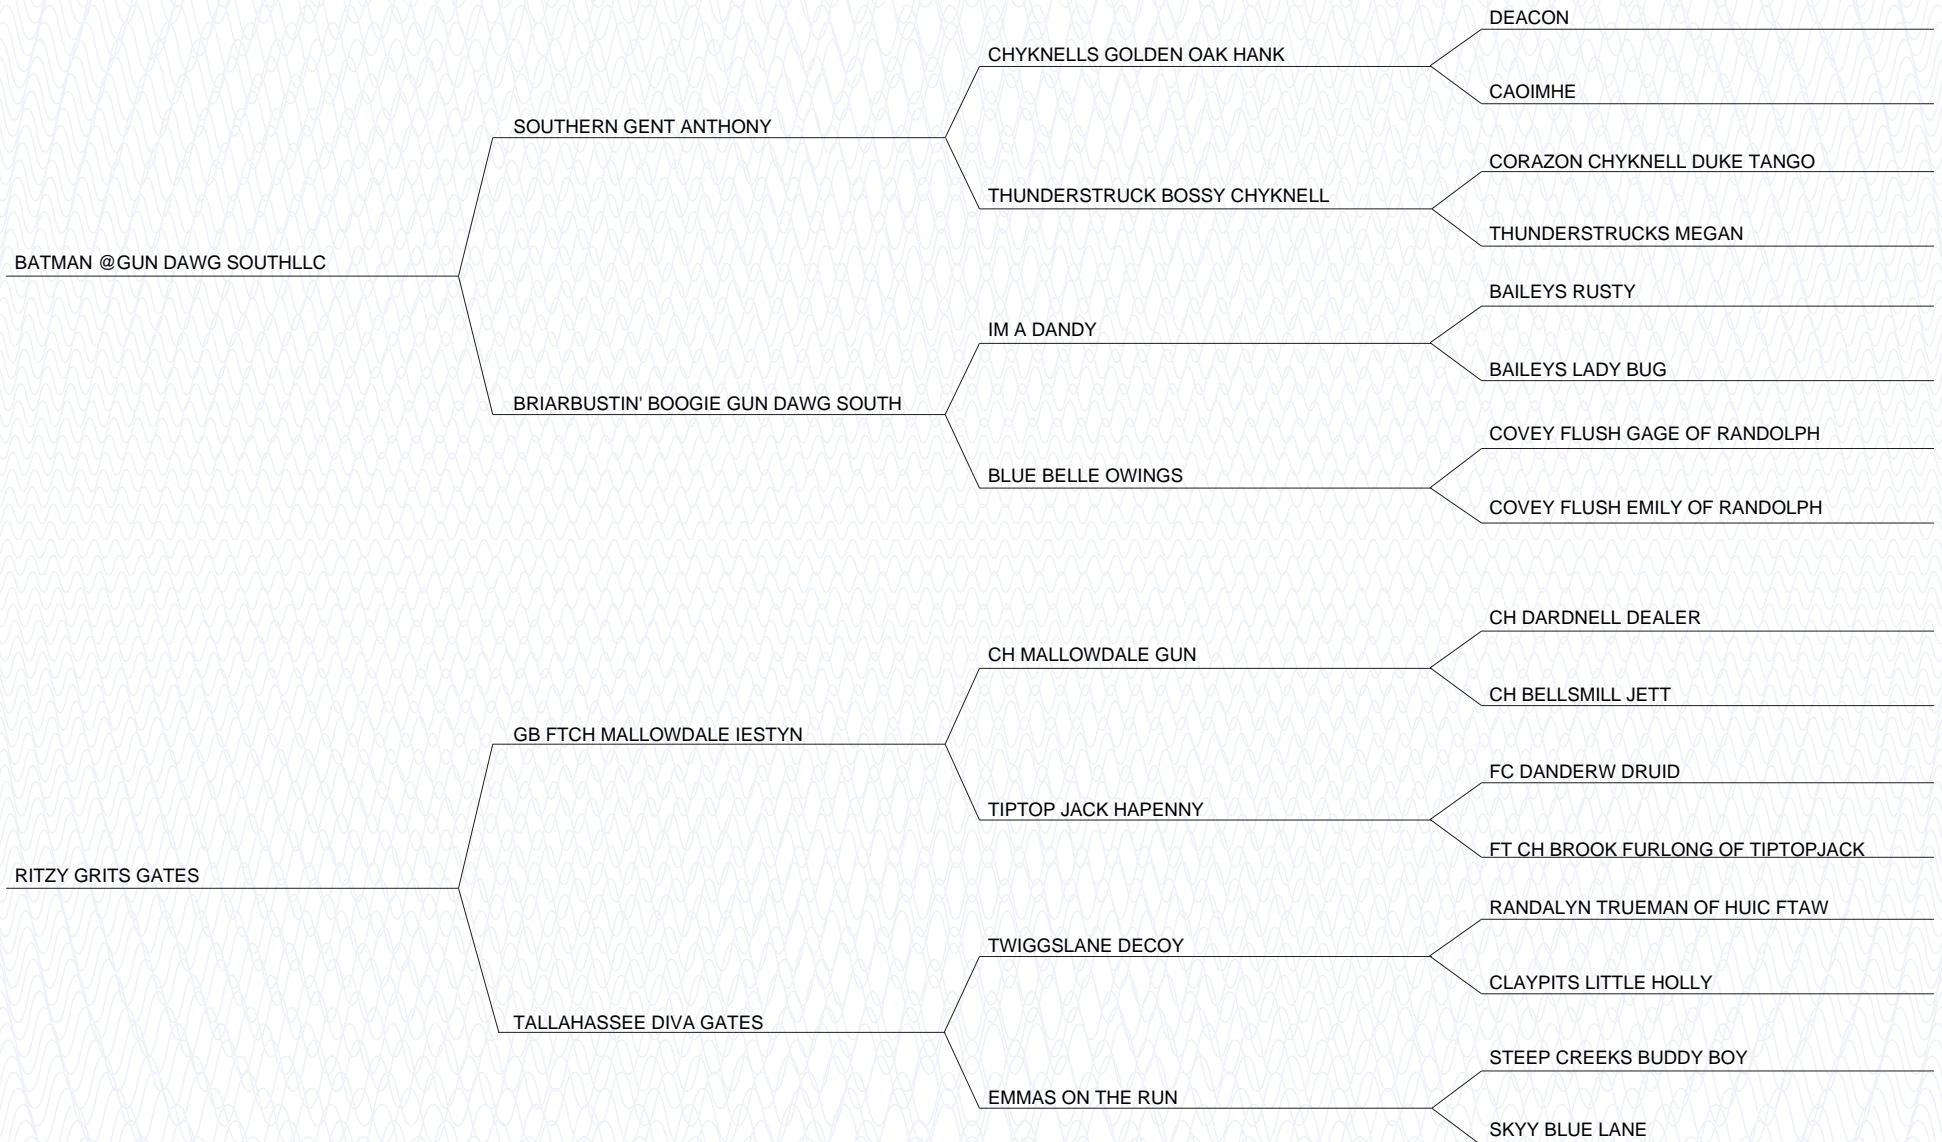 DEACON
CHYKNELLS GOLDEN OAK HANK
CAOIMHE
SOUTHERN GENT ANTHONY
CORAZON CHYKNELL DUKE TANGO
THUNDERSTRUCK BOSSY CHYKNELL
THUNDERSTRUCKS MEGAN
BATMAN @GUN DAWG SOUTHLLC
BAILEYS RUSTY
IM A DANDY
BAILEYS LADY BUG
BRIARBUSTIN' BOOGIE GUN DAWG SOUTH
COVEY FLUSH GAGE OF RANDOLPH
BLUE BELLE OWINGS
COVEY FLUSH EMILY OF RANDOLPH
CH DARDNELL DEALER
CH MALLOWDALE GUN
CH BELLSMILL JETT
GB FTCH MALLOWDALE IESTYN
FC DANDERW DRUID
TIPTOP JACK HAPENNY
FT CH BROOK FURLONG OF TIPTOPJACK
RITZY GRITS GATES
RANDALYN TRUEMAN OF HUIC FTAW
TWIGGSLANE DECOY
CLAYPITS LITTLE HOLLY
TALLAHASSEE DIVA GATES
STEEP CREEKS BUDDY BOY
EMMAS ON THE RUN
SKYY BLUE LANE